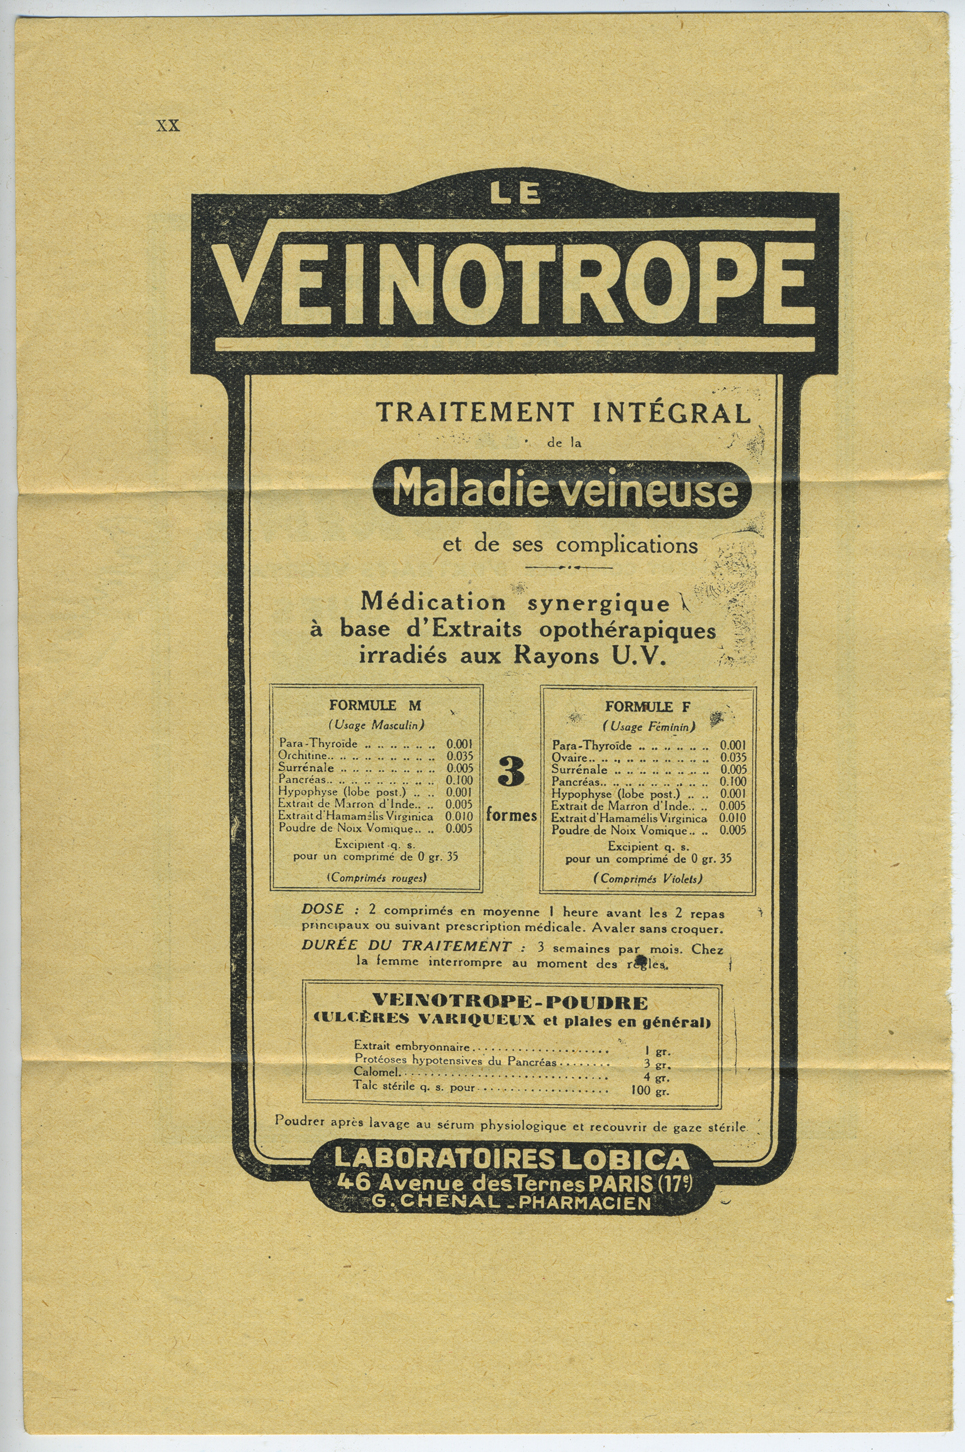 XX
LE
VEINOTROPE
TRAITEMENT INTÉGRAL
de la
Maladie veineuse
et de ses complications
Médication synergique
à base d'Extraits opothérapiques
irradiés aux Rayons U.V.
FORMULE M
(Usage Masculin)
Para-Thyroïde .. .. .. .. .. .. 0.001
Orchitine.. .. .. .. .. .. .. .. 0.035
Surrénale .. .. .. .. .. .. .. 0.005
Pancréas.. .. .. .. .. .. .. .. 0.100
Hypophyse (lobe post.) .. .. 0.001
Extrait de Marron d'Inde.. .. 0.005
Extrait d'Hamamélis Virginica 0.010
Poudre de Noix Vomique.. .. 0.005
Excipient q. s.
pour un comprimé de 0 gr. 35
(Comprimés rouges)
3
formes
FORMULE F
(Usage Féminin)
Para-Thyroïde .. .. .. .. .. .. 0.001
Ovaire.. .. .. .. .. .. .. .. .. 0.035
Surrénale .. .. .. .. .. .. .. 0.005
Pancréas.. .. .. .. .. .. .. .. 0.100
Hypophyse (lobe post.) .. .. 0.001
Extrait de Marron d'Inde.. .. 0.005
Extrait d'Hamamélis Virginica 0.010
Poudre de Noix Vomique.. .. 0.005
Excipient q. s.
pour un comprimé de 0 gr. 35
(Comprimés Violets)
DOSE : 2 comprimés en moyenne 1 heure avant les 2 repas
principaux ou suivant prescription médicale. Avaler sans croquer.
DURÉE DU TRAITEMENT : 3 semaines par mois. Chez
la femme interrompre au moment des règles.
VEINOTROPE-POUDRE
(ULCÈRES VARIQUEUX et plaies en général)
Extrait embryonnaire.................... 1 gr.
Protéoses hypotensives du Pancréas........ 3 gr.
Calomel................................ 4 gr.
Talc stérile q. s. pour.................... 100 gr.
Poudrer après lavage au sérum physiologique et recouvrir de gaze stérile
LABORATOIRES LOBICA
46 Avenue des Ternes PARIS (17e)
G. CHENAL - PHARMACIEN